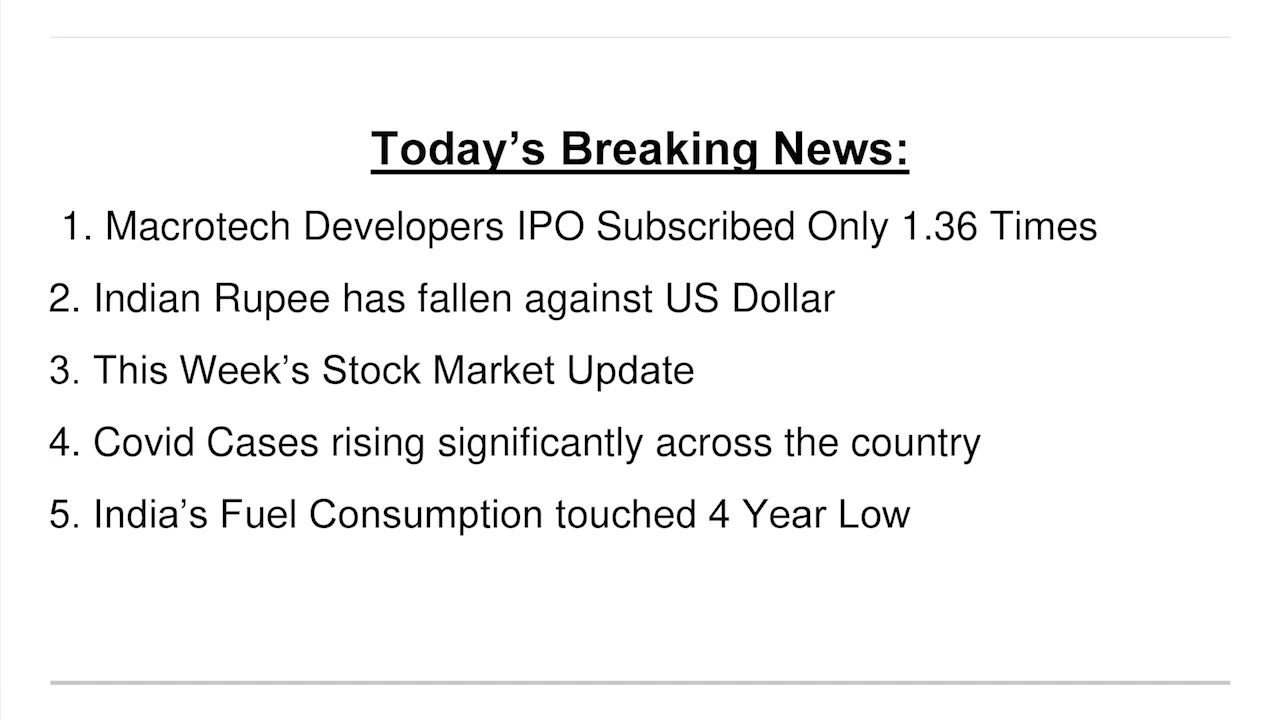 Today’s Breaking News:
1. Macrotech Developers IPO Subscribed Only 1.36 Times
2. Indian Rupee has fallen against US Dollar
3. This Week’s Stock Market Update
4. Covid Cases rising significantly across the country
5. India’s Fuel Consumption touched 4 Year Low